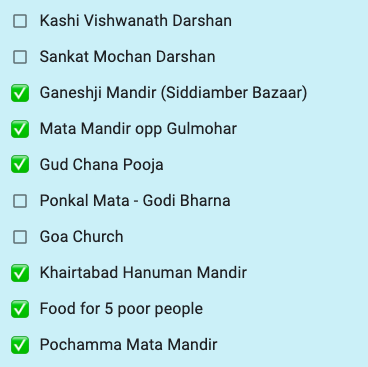 Kashi Vishwanath Darshan
Sankat Mochan Darshan
Ganeshji Mandir (Siddiamber Bazaar)
Mata Mandir opp Gulmohar
Gud Chana Pooja
Ponkal Mata - Godi Bharna
Goa Church
Khairtabad Hanuman Mandir
Food for 5 poor people
Pochamma Mata Mandir